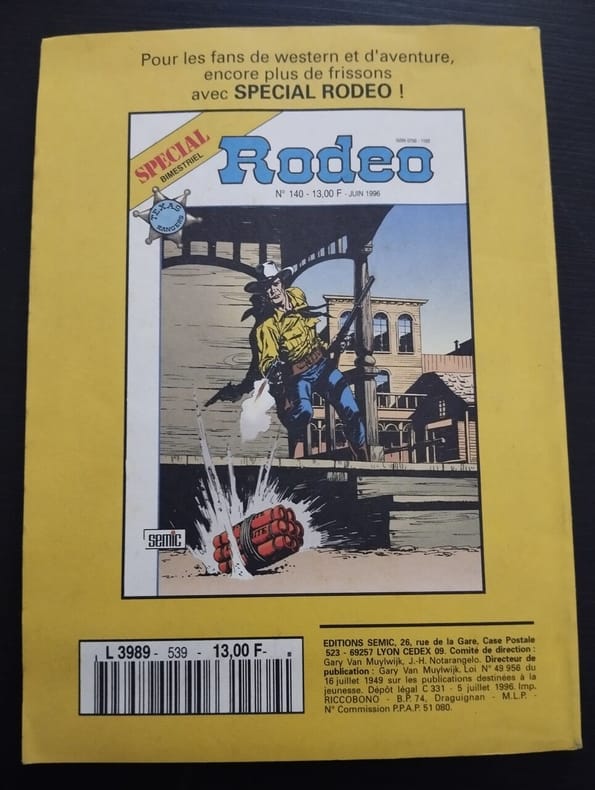 Pour les fans de western et d'aventure,
encore plus de frissons
avec SPECIAL RODEO !
SPECIAL
BIMESTRIEL
Rodeo
N° 140 - 13,00 F - JUIN 1996
TEXAS
RANGERS
semic
L 3989 - 539 - 13,00 F-
EDITIONS SEMIC, 26, rue de la Gare, Case Postale
523 - 69257 LYON CEDEX 09. Comité de direction :
Gary Van Muylwijk, J.-H. Notarangelo. Directeur de
publication : Gary Van Muylwijk. Loi N° 49 956 du
16 juillet 1949 sur les publications destinées à la
jeunesse. Dépôt légal C 331 - 5 juillet 1996. Imp.
RICCOBONO - B.P. 74, Draguignan - M.L.P. -
N° Commission P.P.A.P. 51 080.